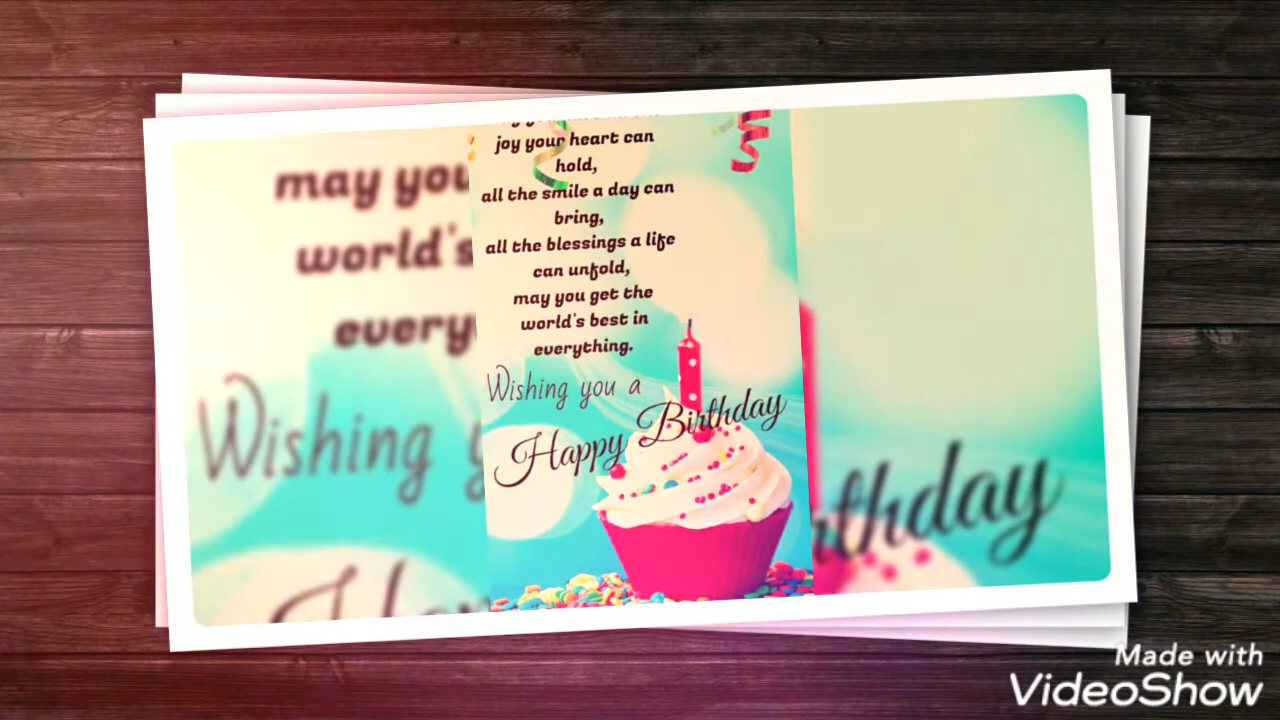 joy your heart can
hold,
all the smile a day can
bring,
all the blessings a life
can unfold,
may you get the
world's best in
everything.
Wishing you a
Happy Birthday
may you
world's
every
Wishing
rthday
Made with
VideoShow